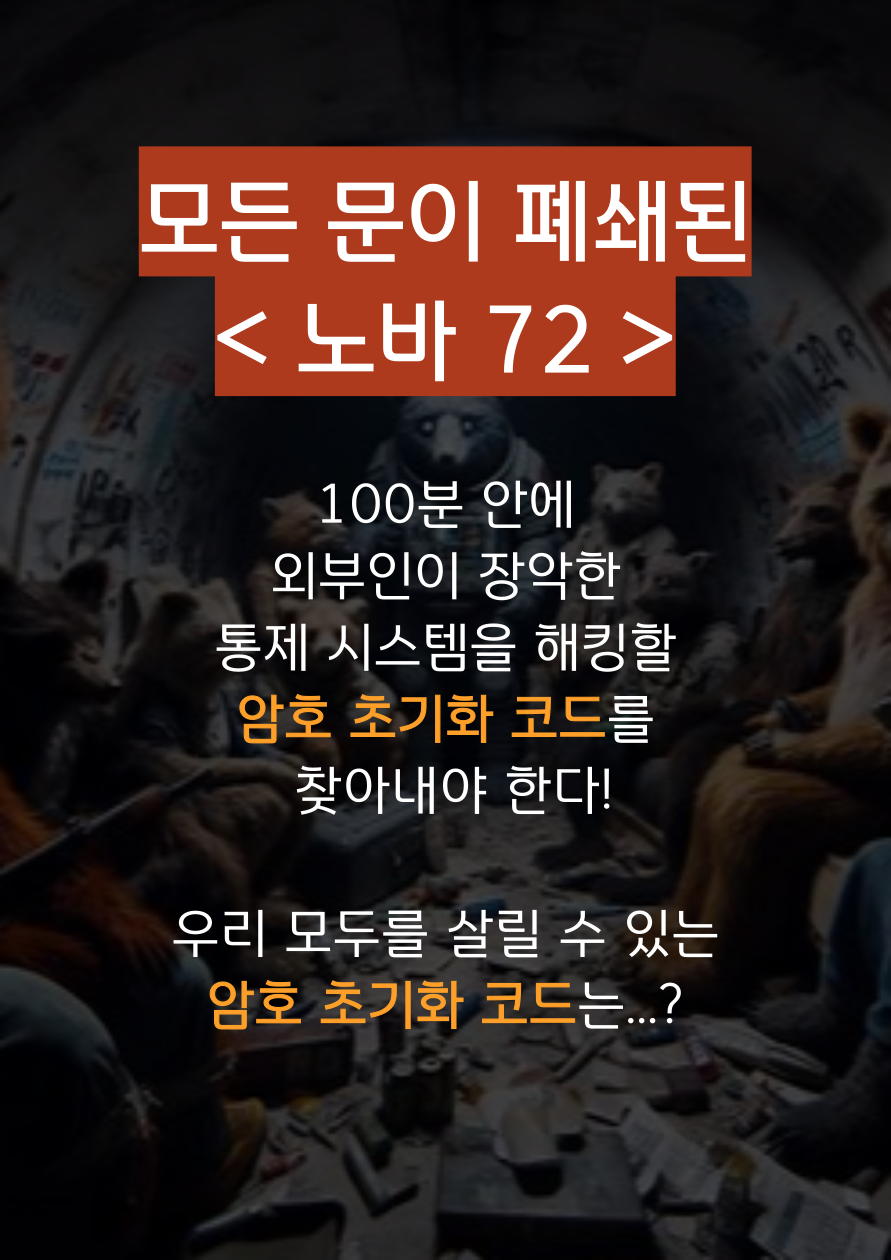 모든 문이 폐쇄된
< 노바 72 >
100분 안에
외부인이 장악한
통제 시스템을 해킹할
암호 초기화 코드를
찾아내야 한다!
우리 모두를 살릴 수 있는
암호 초기화 코드는...?